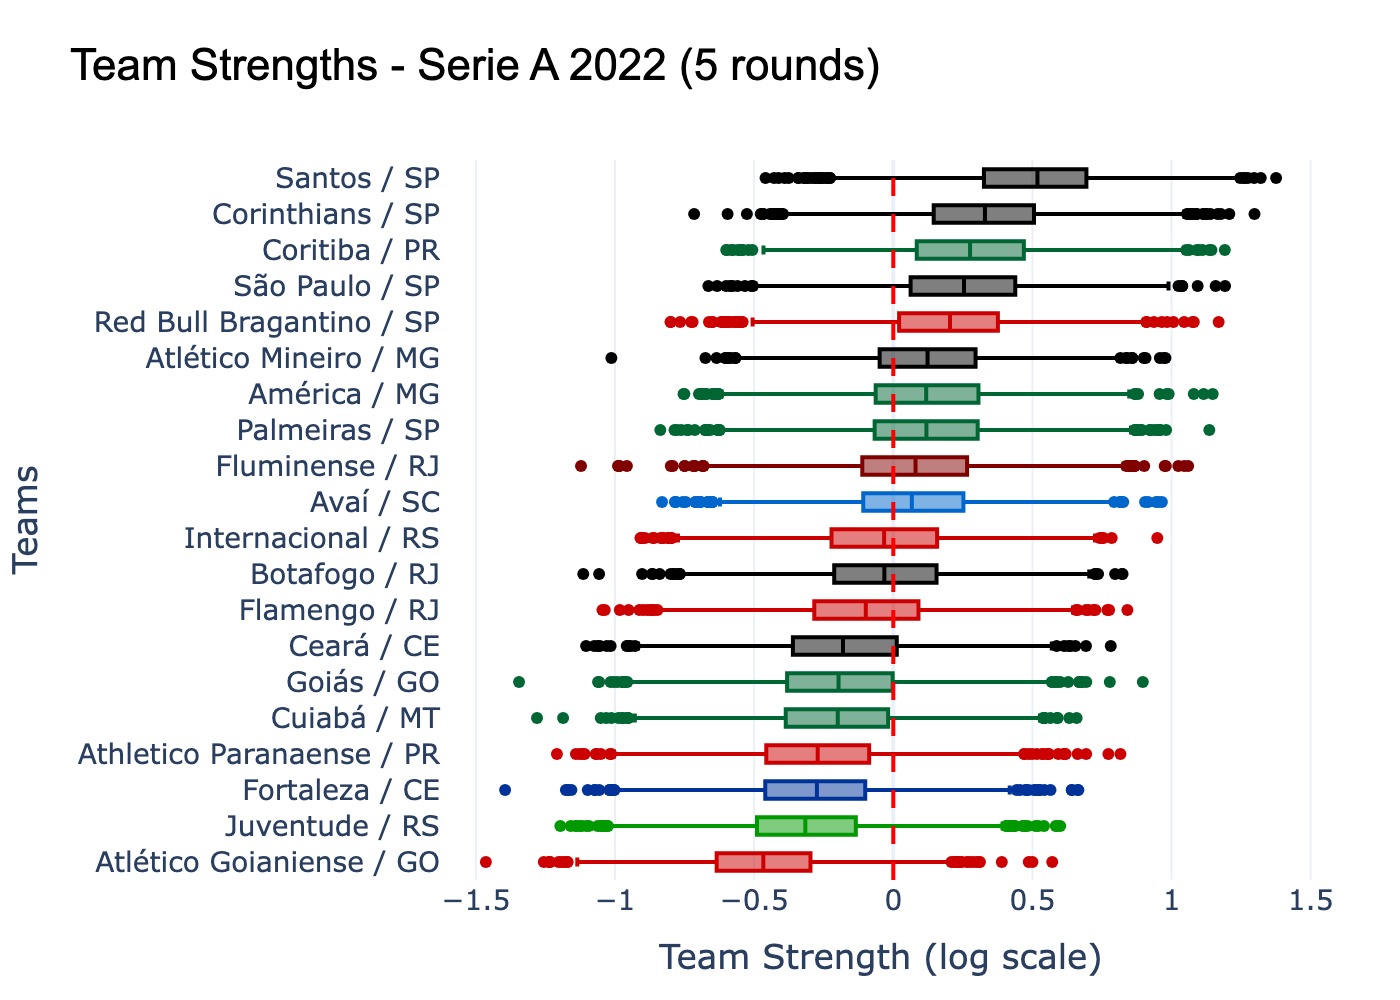 Team Strengths - Serie A 2022 (5 rounds)
Santos / SP
Corinthians / SP
Coritiba / PR
São Paulo / SP
Red Bull Bragantino / SP
Atlético Mineiro / MG
América / MG
Palmeiras / SP
Fluminense / RJ
Avaí / SC
Internacional / RS
Botafogo / RJ
Flamengo / RJ
Ceará / CE
Goiás / GO
Cuiabá / MT
Athletico Paranaense / PR
Fortaleza / CE
Juventude / RS
Atlético Goianiense / GO
Teams
−1.5 −1 −0.5 0 0.5 1 1.5
Team Strength (log scale)